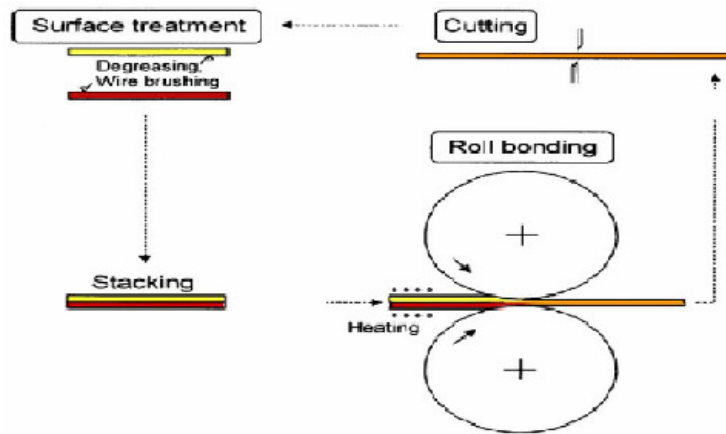 Surface treatment
Cutting
Degreasing,
Wire brushing
Roll bonding
Stacking
Heating